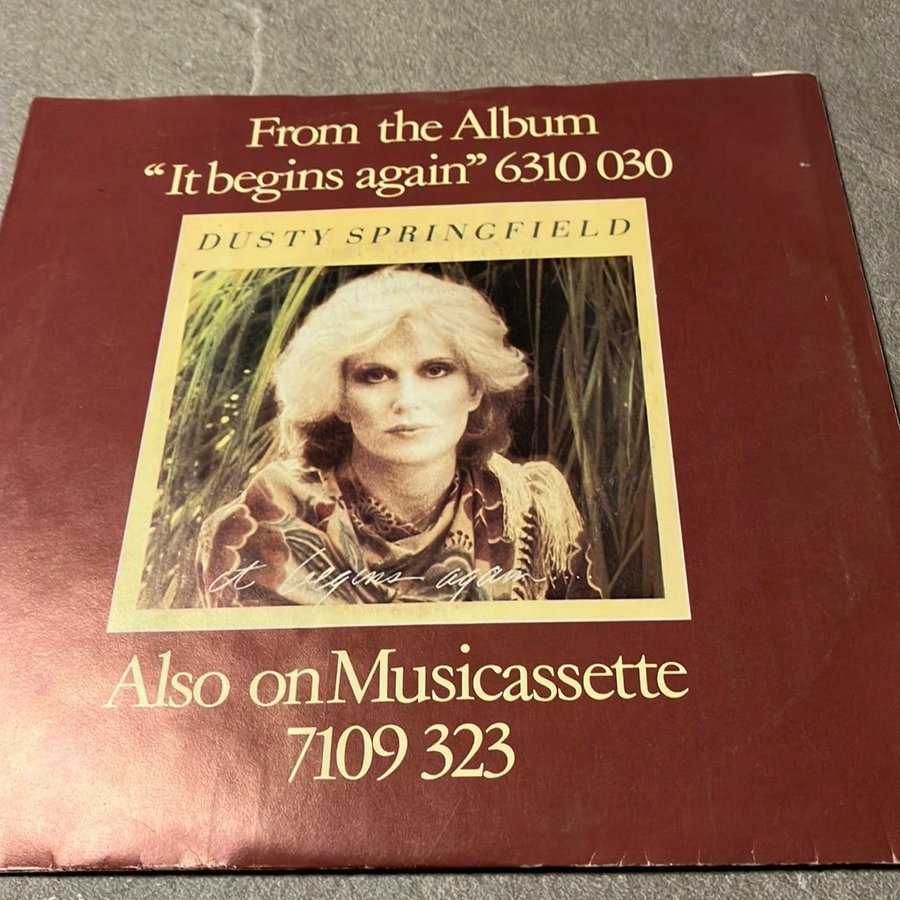 From the Album
“It begins again” 6310 030
DUSTY SPRINGFIELD
It begins again....
Also on Musicassette
7109 323